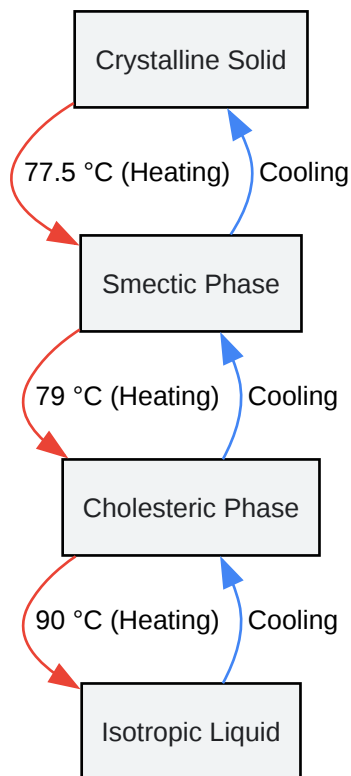 Crystalline Solid
77.5 °C (Heating)
Cooling
Smectic Phase
79 °C (Heating)
Cooling
Cholesteric Phase
90 °C (Heating)
Cooling
Isotropic Liquid